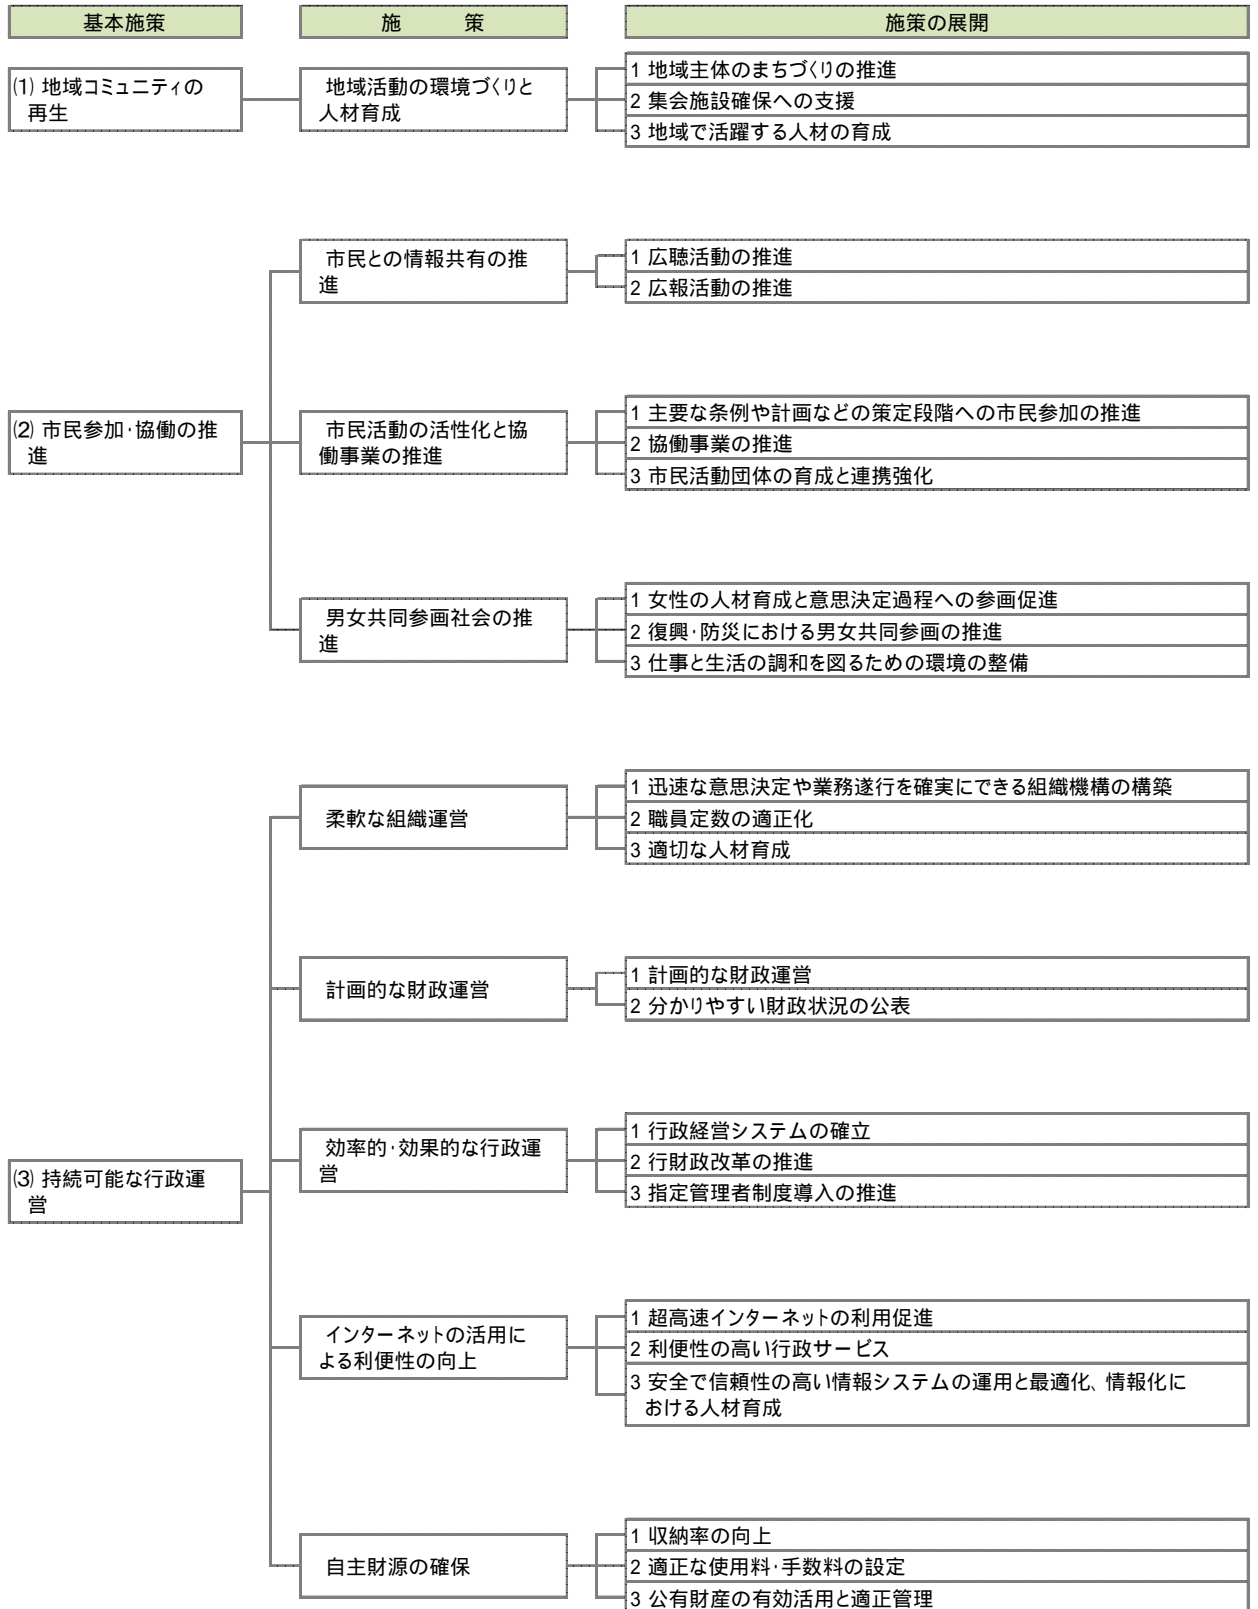 基本施策
施　　策
施策の展開
⑴ 地域コミュニティの
再生
地域活動の環境づくりと
人材育成
1 地域主体のまちづくりの推進
2 集会施設確保への支援
3 地域で活躍する人材の育成
⑵ 市民参加・協働の推
進
市民との情報共有の推
進
1 広聴活動の推進
2 広報活動の推進
市民活動の活性化と協
働事業の推進
1 主要な条例や計画などの策定段階への市民参加の推進
2 協働事業の推進
3 市民活動団体の育成と連携強化
男女共同参画社会の推
進
1 女性の人材育成と意思決定過程への参画促進
2 復興・防災における男女共同参画の推進
3 仕事と生活の調和を図るための環境の整備
⑶ 持続可能な行政運
営
柔軟な組織運営
1 迅速な意思決定や業務遂行を確実にできる組織機構の構築
2 職員定数の適正化
3 適切な人材育成
計画的な財政運営
1 計画的な財政運営
2 分かりやすい財政状況の公表
効率的・効果的な行政運
営
1 行政経営システムの確立
2 行財政改革の推進
3 指定管理者制度導入の推進
インターネットの活用に
よる利便性の向上
1 超高速インターネットの利用促進
2 利便性の高い行政サービス
3 安全で信頼性の高い情報システムの運用と最適化、情報化に
おける人材育成
自主財源の確保
1 収納率の向上
2 適正な使用料・手数料の設定
3 公有財産の有効活用と適正管理